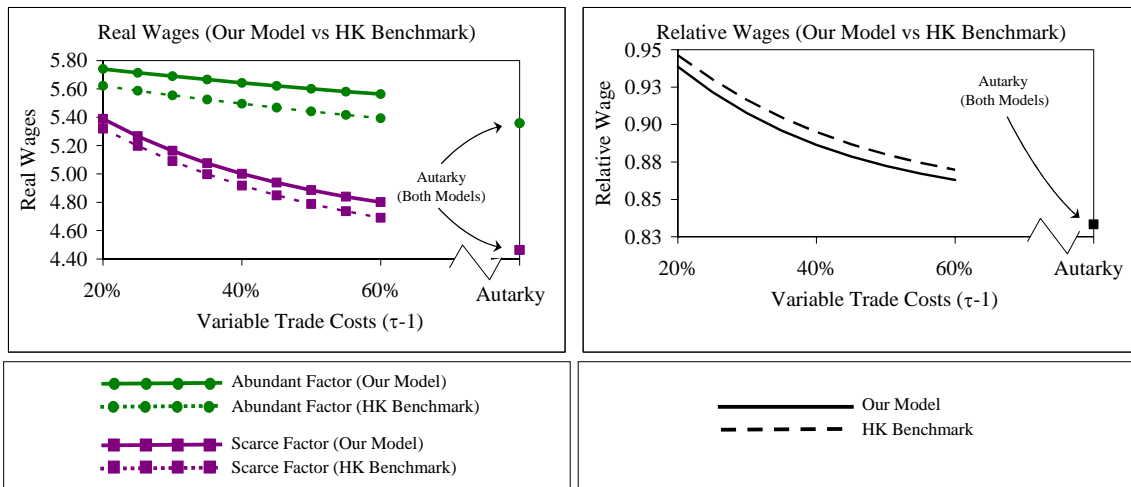 Real Wages (Our Model vs HK Benchmark)
5.80
5.60
5.40
5.20
5.00
4.80
4.60
4.40
Real Wages
20%
40%
60%
Autarky
Variable Trade Costs (τ-1)
Autarky
(Both Models)
Relative Wages (Our Model vs HK Benchmark)
0.95
0.93
0.90
0.88
0.85
0.83
Relative Wage
20%
40%
60%
Autarky
Variable Trade Costs (τ-1)
Autarky
(Both Models)
Abundant Factor (Our Model)
Abundant Factor (HK Benchmark)
Scarce Factor (Our Model)
Scarce Factor (HK Benchmark)
Our Model
HK Benchmark